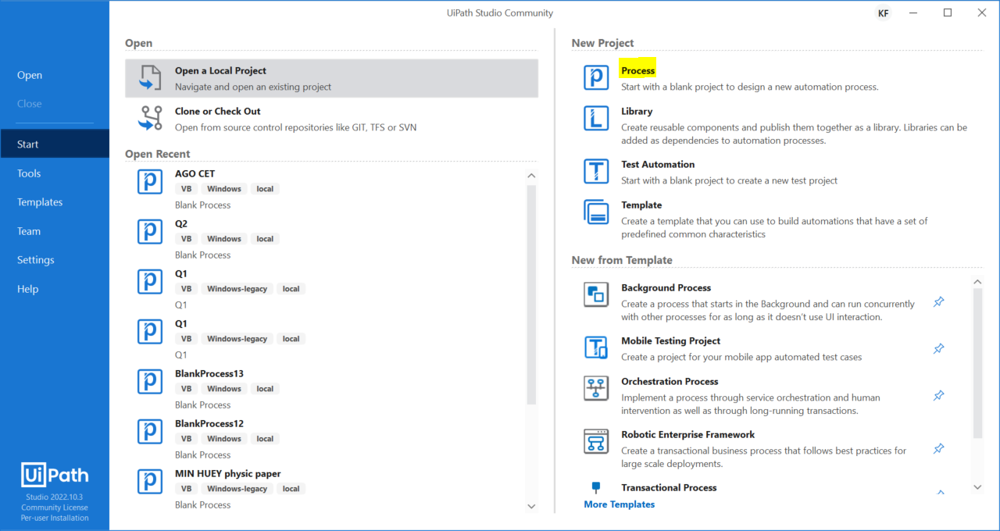 UiPath Studio Community
KF
Open
Close
Start
Tools
Templates
Team
Settings
Help
UiPath
Studio 2022.10.3
Community License
Per-user Installation
Open
Open a Local Project
Navigate and open an existing project
Clone or Check Out
Open from source control repositories like GIT, TFS or SVN
Open Recent
AGO CET
VB Windows local
Blank Process
Q2
VB Windows local
Blank Process
Q1
VB Windows-legacy local
Q1
Q1
VB Windows-legacy local
Q1
BlankProcess13
VB Windows local
Blank Process
BlankProcess12
VB Windows local
Blank Process
MIN HUEY physic paper
VB Windows-legacy local
Blank Process
New Project
Process
Start with a blank project to design a new automation process.
Library
Create reusable components and publish them together as a library. Libraries can be
added as dependencies to automation processes.
Test Automation
Start with a blank project to create a new test project
Template
Create a template that you can use to build automations that have a set of
predefined common characteristics
New from Template
Background Process
Create a process that starts in the Background and can run concurrently
with other processes for as long as it doesn't use UI interaction.
Mobile Testing Project
Create a project for your mobile app automated test cases
Orchestration Process
Implement a process through service orchestration and human
intervention as well as through long-running transactions.
Robotic Enterprise Framework
Create a transactional business process that follows best practices for
large scale deployments.
Transactional Process
More Templates